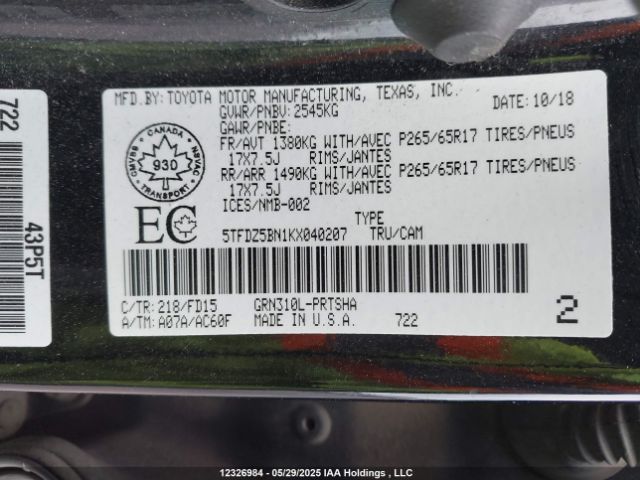 MFD.BY:TOYOTA MOTOR MANUFACTURING, TEXAS, INC.
GVWR/PNBV:2545KG DATE:10/18
GAWR/PNBE:
FR/AVT 1380KG WITH/AVEC P265/65R17 TIRES/PNEUS
17X7.5J RIMS/JANTES
RR/ARR 1490KG WITH/AVEC P265/65R17 TIRES/PNEUS
17X7.5J RIMS/JANTES
ICES/NMB-002
TYPE
5TFDZ5BN1KX040207 TRU/CAM
CANADA
CMVSS 930 NSVAC
TRANSPORT
EC
C/TR:218/FD15 GRN310L-PRTSHA
A/TM:A07A/AC60F MADE IN U.S.A. 722
2
722
43P5T
12326984 - 05/29/2025 IAA Holdings , LLC